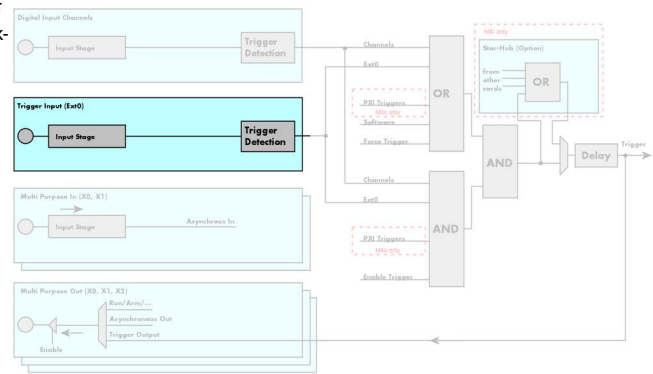 k-
Digital Input Channels
Input Stage
Trigger
Detection
Trigger Input (Ext0)
Input Stage
Trigger
Detection
Multi Purpose In (X0, X1)
Input Stage
Asynchronous In
Multi Purpose Out (X0, X1, X2)
Run/Arm/...
Asynchronous Out
Trigger Output
Enable
Channels
Ext0
PXI Triggers
M4x only
Software
Force Trigger
OR
Channels
Ext0
PXI Triggers
M4x only
Enable Trigger
AND
AND
M4i only
Star-Hub (Option)
From
other
cards
OR
Delay
Trigger